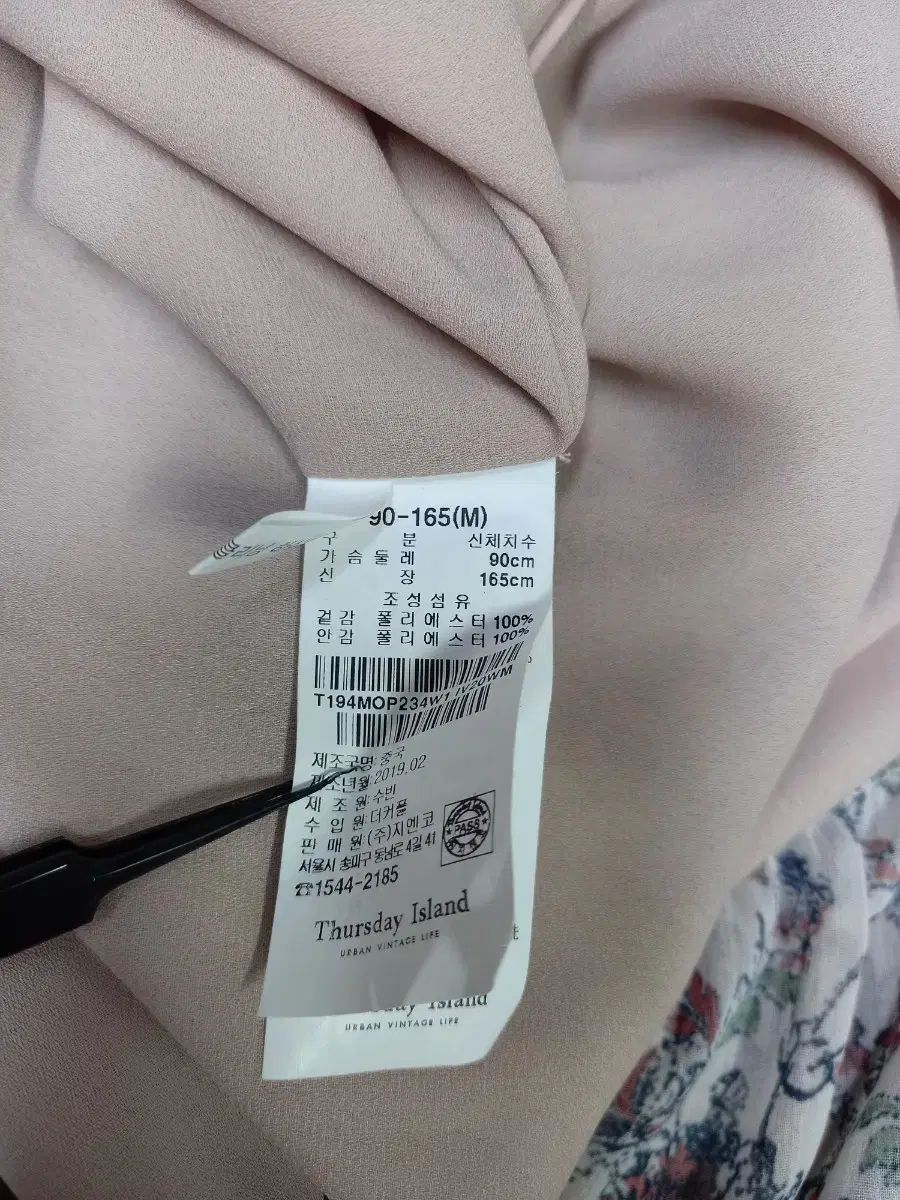 90-165(M)
구 분 신체치수
가 슴 둘 레 90cm
신 장 165cm
조성섬유
겉감 폴리에스터 100%
안감 폴리에스터 100%
T194MOP234W1 IV20WM
제조국명:중국
제조년월:2019.02
제 조 원:수빈
수 입 원:더커플
판 매 원:(주)지엔코
서울시 송파구 동남로 4길 41
☎1544-2185
PASS
Thursday Island
URBAN VINTAGE LIFE
Island
URBAN VINTAGE LIFE